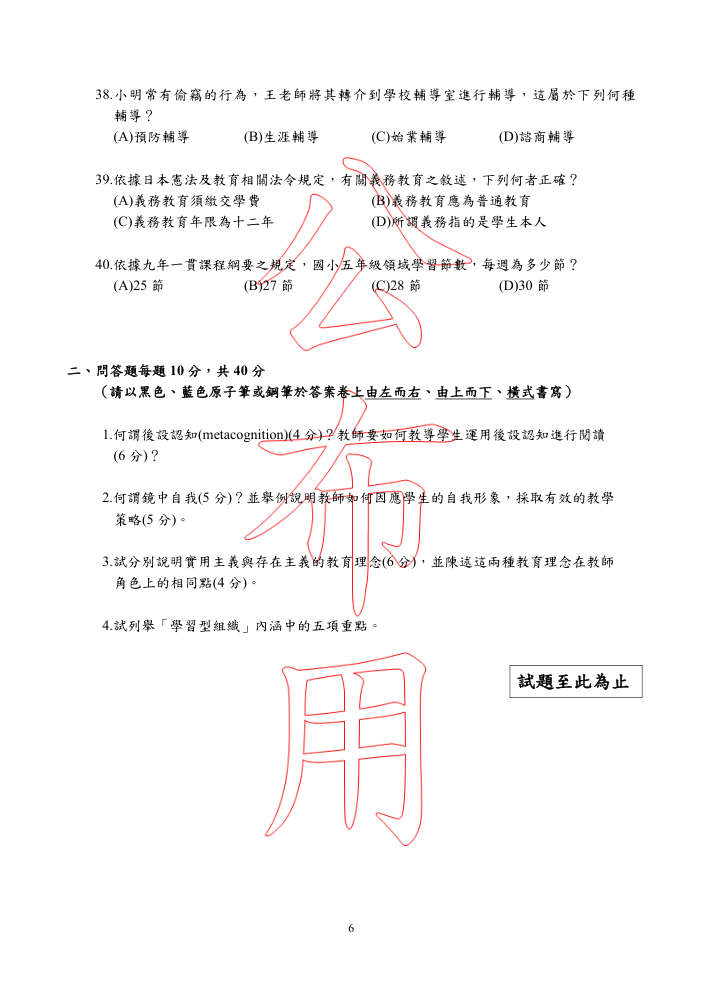 38.小明常有偷竊的行為，王老師將其轉介到學校輔導室進行輔導，這屬於下列何種
輔導？
(A)預防輔導 (B)生涯輔導 (C)始業輔導 (D)諮商輔導
39.依據日本憲法及教育相關法令規定，有關義務教育之敘述，下列何者正確？
(A)義務教育須繳交學費 (B)義務教育應為普通教育
(C)義務教育年限為十二年 (D)所謂義務指的是學生本人
40.依據九年一貫課程綱要之規定，國小五年級領域學習節數，每週為多少節？
(A)25 節 (B)27 節 (C)28 節 (D)30 節
二、問答題每題 10 分，共 40 分
（請以黑色、藍色原子筆或鋼筆於答案卷上由左而右、由上而下、橫式書寫）
1.何謂後設認知(metacognition)(4 分)？教師要如何教導學生運用後設認知進行閱讀
(6 分)？
2.何謂鏡中自我(5 分)？並舉例說明教師如何因應學生的自我形象，採取有效的教學
策略(5 分)。
3.試分別說明實用主義與存在主義的教育理念(6 分)，並陳述這兩種教育理念在教師
角色上的相同點(4 分)。
4.試列舉「學習型組織」內涵中的五項重點。
試題至此為止
公
布
用
6